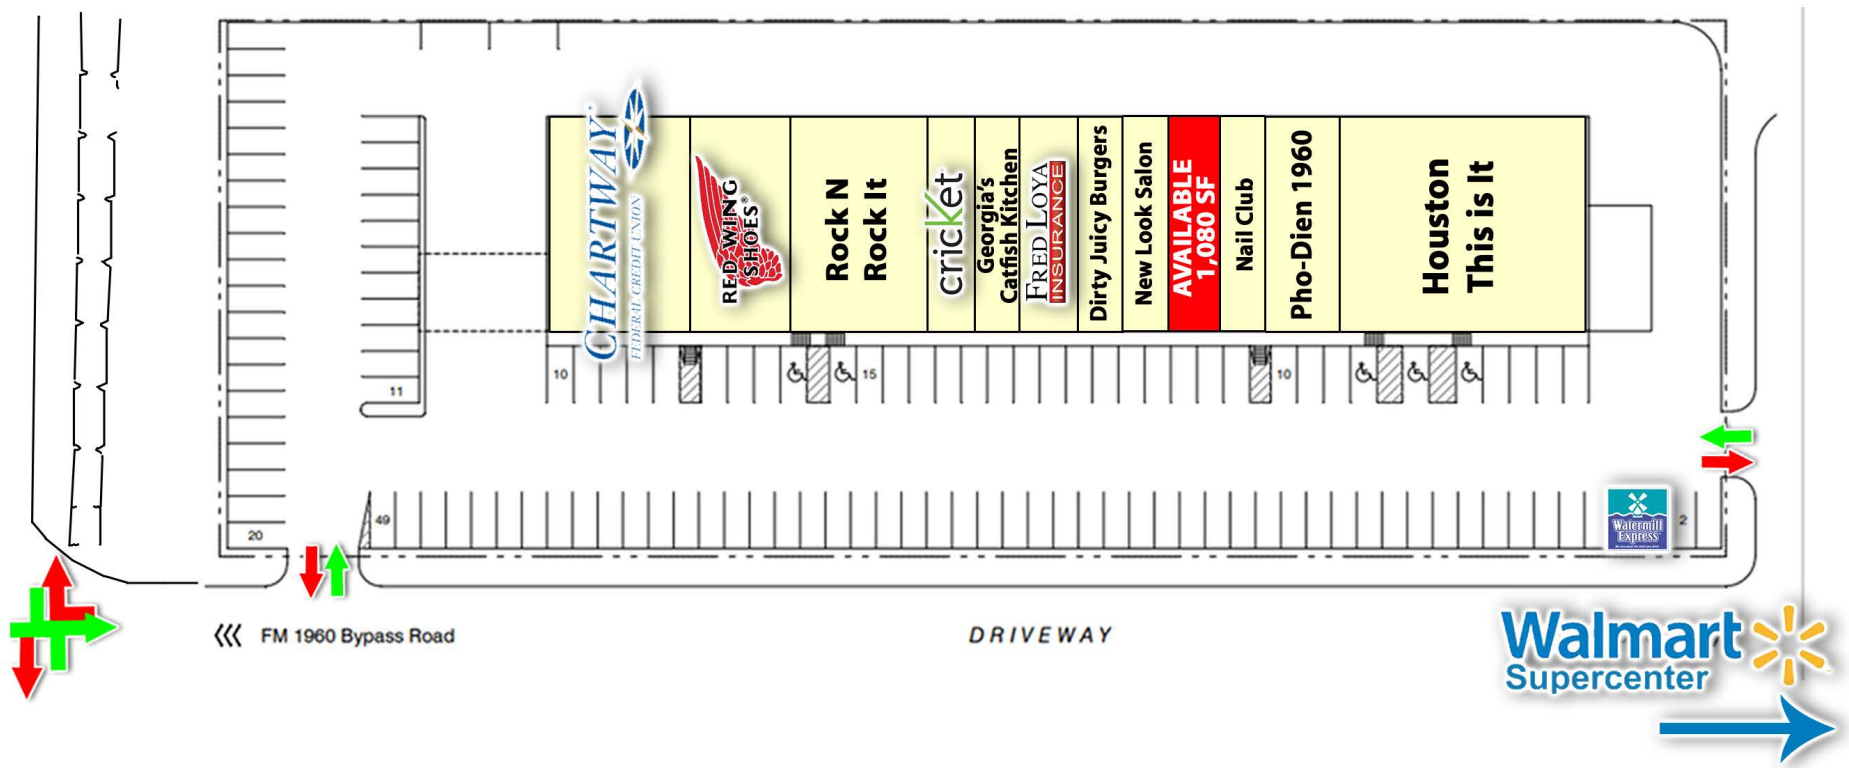 CHARTWAY
FEDERAL CREDIT UNION
RED WING
SHOES®
Rock N
Rock It
cricket
Georgia's
Catfish Kitchen
FRED LOYA
INSURANCE
Dirty Juicy Burgers
New Look Salon
AVAILABLE
1,080 SF
Nail Club
Pho-Dien 1960
Houston
This is It
10
15
10
11
49
20
Watermill
Express
2
FM 1960 Bypass Road
DRIVEWAY
Walmart
Supercenter